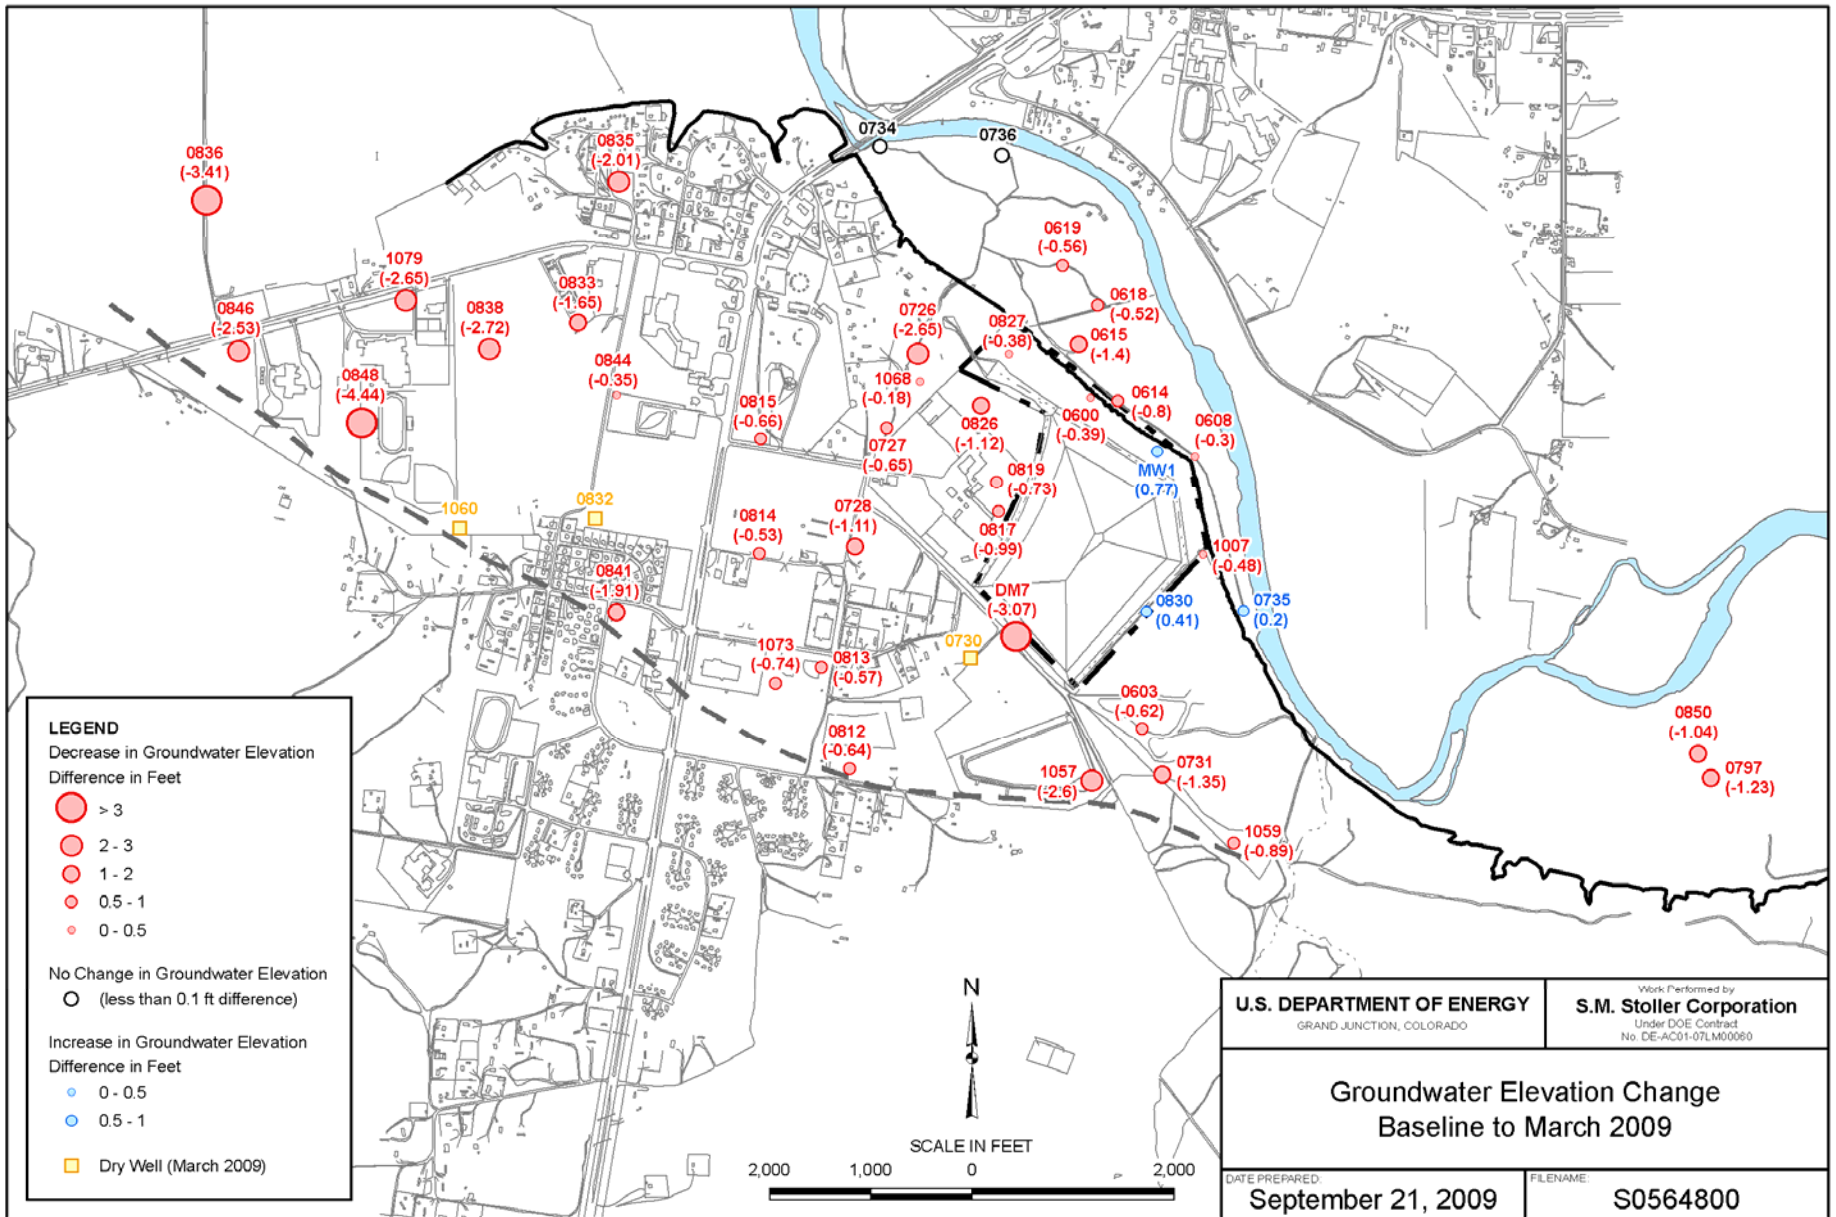 0734
0736
0836
(-3.41)
0835
(-2.01)
0619
(-0.56)
1079
(-2.65)
0833
(-1.65)
0846
(-2.53)
0838
(-2.72)
0726
(-2.65)
0827
(-0.38)
0618
(-0.52)
0615
(-1.4)
0844
(-0.35)
0848
(-4.44)
1068
(-0.18)
0815
(-0.66)
0727
(-0.65)
0826
(-1.12)
0600
(-0.39)
0614
(-0.8)
0608
(-0.3)
MW1
(0.77)
0819
(-0.73)
0817
(-0.99)
1060
0832
0814
(-0.53)
0728
(-1.11)
1007
(-0.48)
0841
(-1.91)
DM7
(-3.07)
0830
(0.41)
0735
(0.2)
0730
1073
(-0.74)
0813
(-0.57)
0603
(-0.62)
0812
(-0.64)
1057
(-2.6)
0731
(-1.35)
0850
(-1.04)
0797
(-1.23)
1059
(-0.89)
LEGEND
Decrease in Groundwater Elevation
Difference in Feet
> 3
2 - 3
1 - 2
0.5 - 1
0 - 0.5
No Change in Groundwater Elevation
(less than 0.1 ft difference)
Increase in Groundwater Elevation
Difference in Feet
0 - 0.5
0.5 - 1
Dry Well (March 2009)
N
SCALE IN FEET
2,000 1,000 0 2,000
U.S. DEPARTMENT OF ENERGY
GRAND JUNCTION, COLORADO
Work Performed by
S.M. Stoller Corporation
Under DOE Contract
No. DE-AC01-07LM00060
Groundwater Elevation Change
Baseline to March 2009
DATE PREPARED:
September 21, 2009
FILENAME:
S0564800